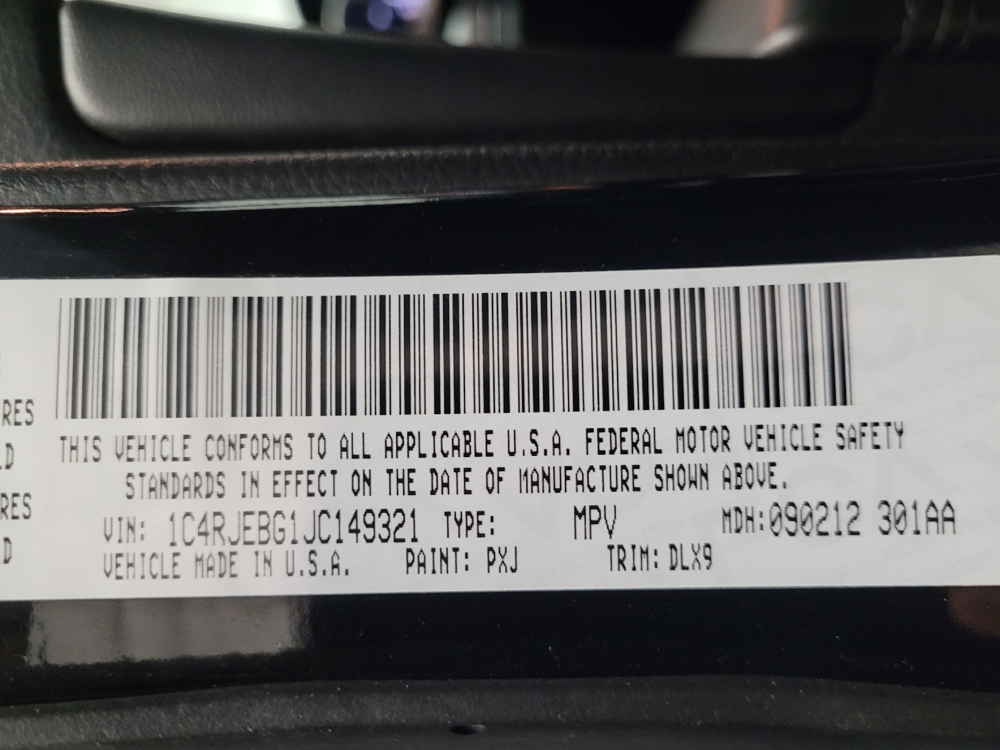 RES
LD
RES
D
THIS VEHICLE CONFORMS TO ALL APPLICABLE U.S.A. FEDERAL MOTOR VEHICLE SAFETY
STANDARDS IN EFFECT ON THE DATE OF MANUFACTURE SHOWN ABOVE.
VIN: 1C4RJEBG1JC149321 TYPE: MPV MDH:090212 301AA
VEHICLE MADE IN U.S.A. PAINT: PXJ TRIM: DLX9